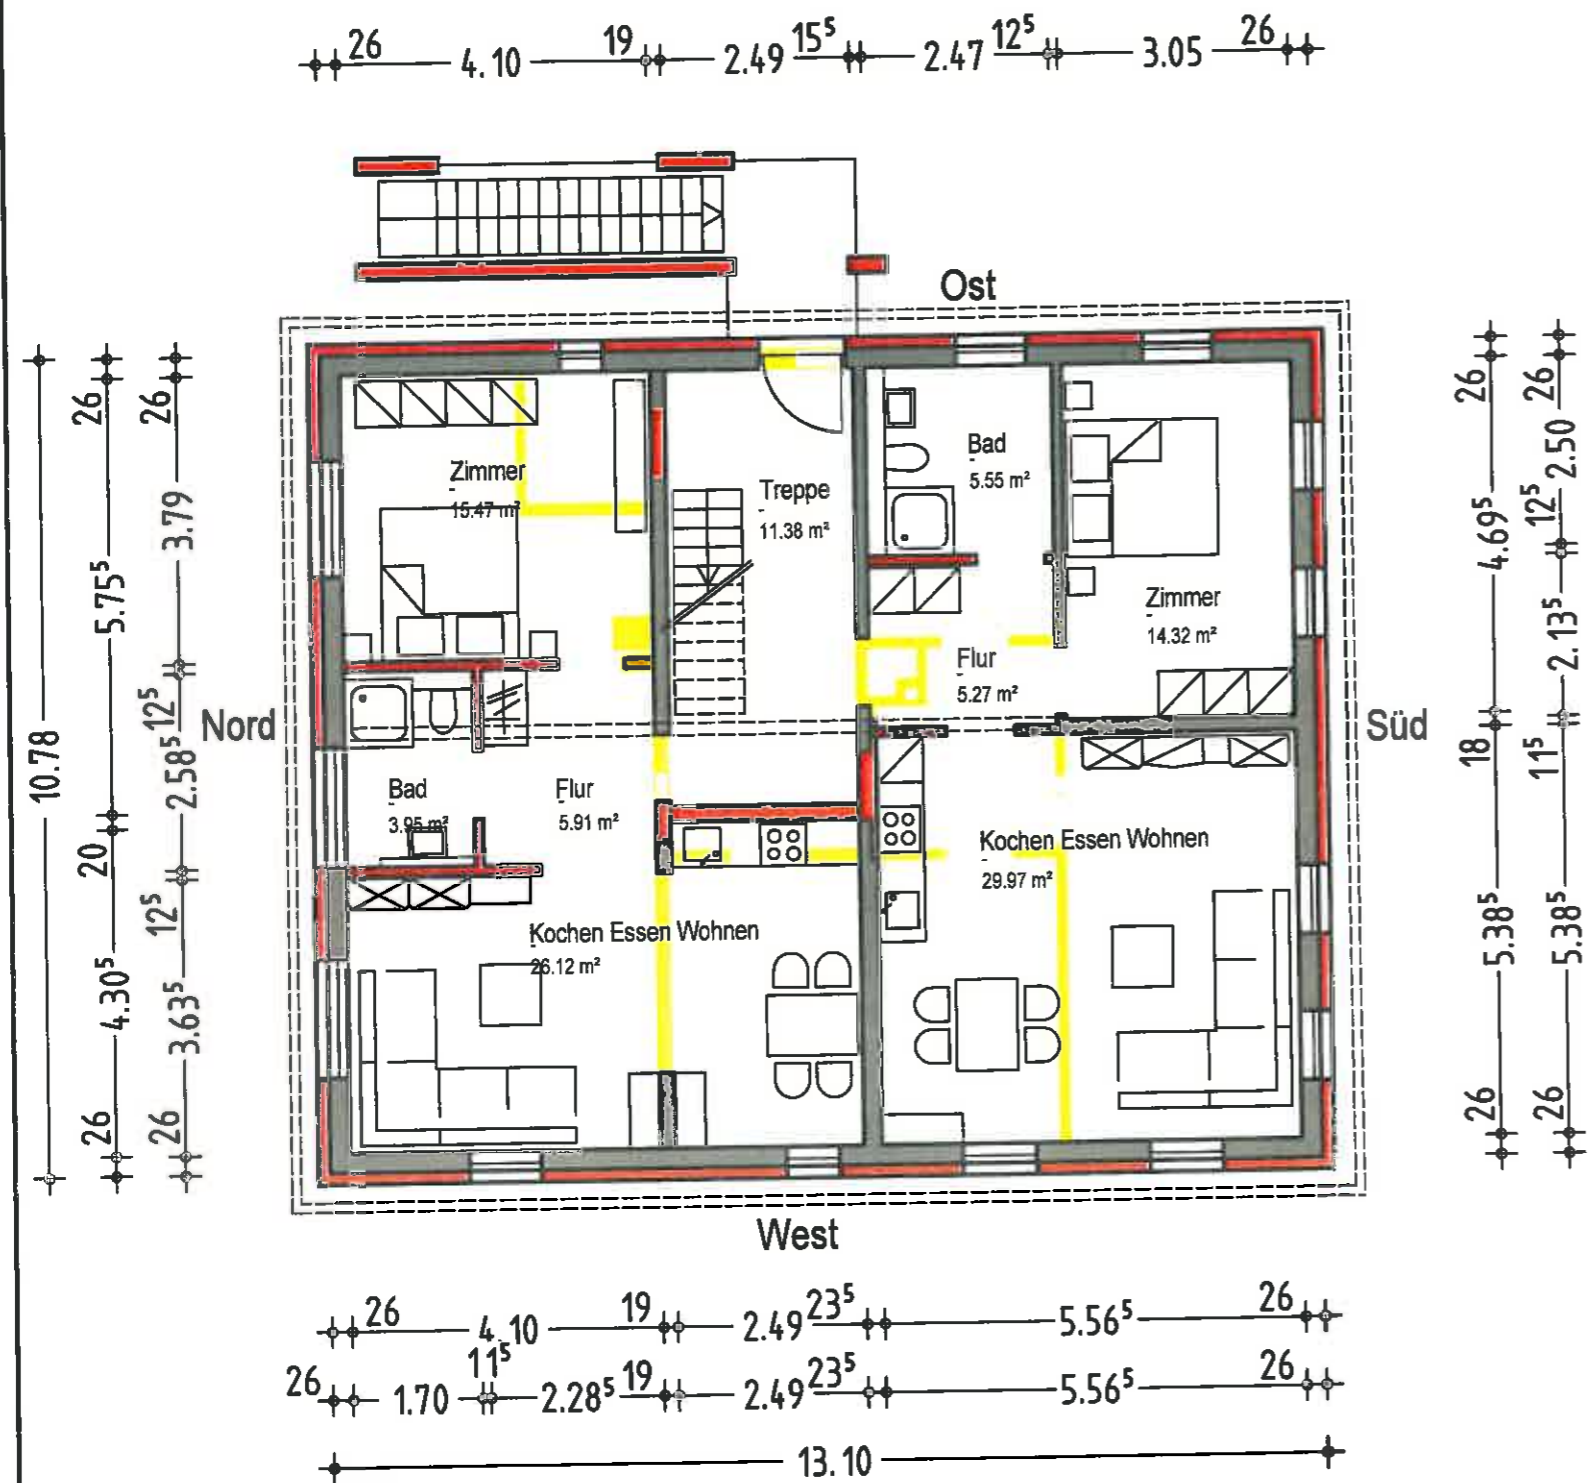 26 4.10 19 2.49 15⁵ 2.47 12⁵ 3.05 26
Ost
Zimmer
15.47 m²
Treppe
11.38 m²
Bad
5.55 m²
Zimmer
14.32 m²
Flur
5.27 m²
Nord
Süd
Bad
3.95 m²
Flur
5.91 m²
Kochen Essen Wohnen
29.97 m²
Kochen Essen Wohnen
26.12 m²
West
10.78
26 5.75⁵ 20 4.30⁵ 26
26 3.79 12⁵ 2.58⁵ 12⁵ 3.63⁵ 26
26 4.69⁵ 18 5.38⁵ 26
26 2.50 12⁵ 2.13⁵ 11⁵ 5.38⁵ 26
26 4.10 19 2.49 23⁵ 5.56⁵ 26
26 1.70 11⁵ 2.28⁵ 19 2.49 23⁵ 5.56⁵ 26
13.10